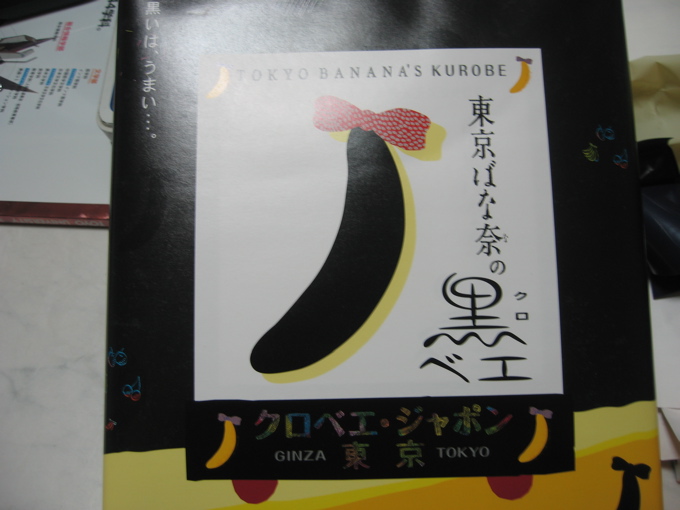 黒いは、うまい…。
TOKYO BANANA'S KUROBE
東京ばな奈の
黒ベエ
クロ
クロベエ・ジャポン
GINZA 東京 TOKYO